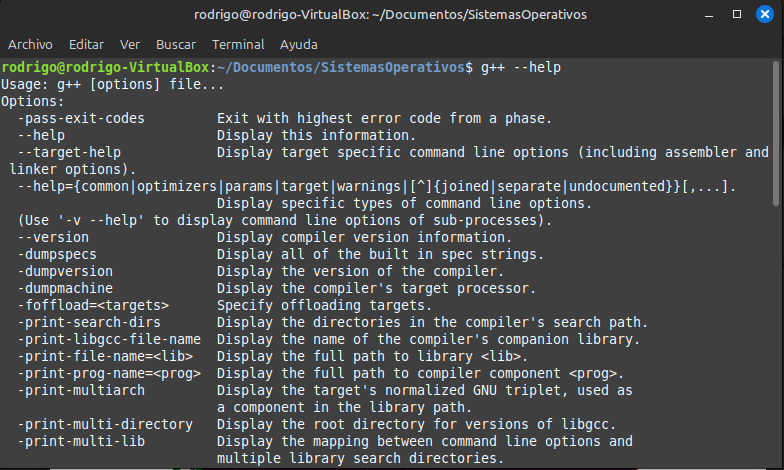 rodrigo@rodrigo-VirtualBox: ~/Documentos/SistemasOperativos
Archivo Editar Ver Buscar Terminal Ayuda
rodrigo@rodrigo-VirtualBox:~/Documentos/SistemasOperativos$ g++ --help
Usage: g++ [options] file...
Options:
  -pass-exit-codes         Exit with highest error code from a phase.
  --help                   Display this information.
  --target-help            Display target specific command line options (including assembler and
 linker options).
  --help={common|optimizers|params|target|warnings|[^]{joined|separate|undocumented}}[,...].
                           Display specific types of command line options.
  (Use '-v --help' to display command line options of sub-processes).
  --version                Display compiler version information.
  -dumpspecs               Display all of the built in spec strings.
  -dumpversion             Display the version of the compiler.
  -dumpmachine             Display the compiler's target processor.
  -foffload=<targets>      Specify offloading targets.
  -print-search-dirs       Display the directories in the compiler's search path.
  -print-libgcc-file-name  Display the name of the compiler's companion library.
  -print-file-name=<lib>   Display the full path to library <lib>.
  -print-prog-name=<prog>  Display the full path to compiler component <prog>.
  -print-multiarch         Display the target's normalized GNU triplet, used as
                           a component in the library path.
  -print-multi-directory   Display the root directory for versions of libgcc.
  -print-multi-lib         Display the mapping between command line options and
                           multiple library search directories.